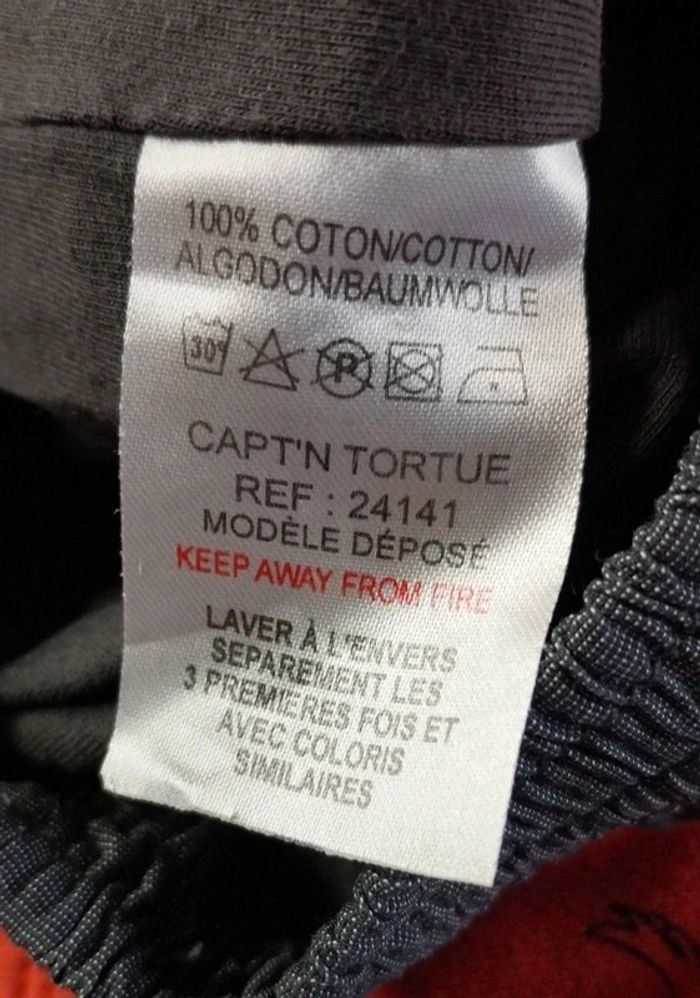 100% COTON/COTTON/
ALGODON/BAUMWOLLE
30° P
CAPT'N TORTUE
REF : 24141
MODÈLE DÉPOSÉ
KEEP AWAY FROM FIRE
LAVER À L'ENVERS
SEPAREMENT LES
3 PREMIERES FOIS ET
AVEC COLORIS
SIMILAIRES